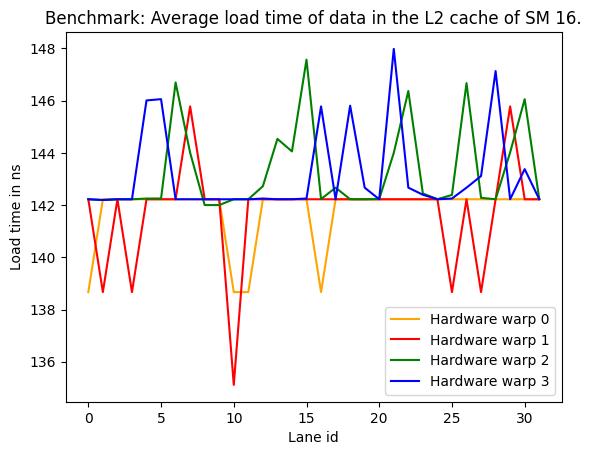 Benchmark: Average load time of data in the L2 cache of SM 16.
148
146
144
142
140
138
136
Load time in ns
Hardware warp 0
Hardware warp 1
Hardware warp 2
Hardware warp 3
0 5 10 15 20 25 30
Lane id